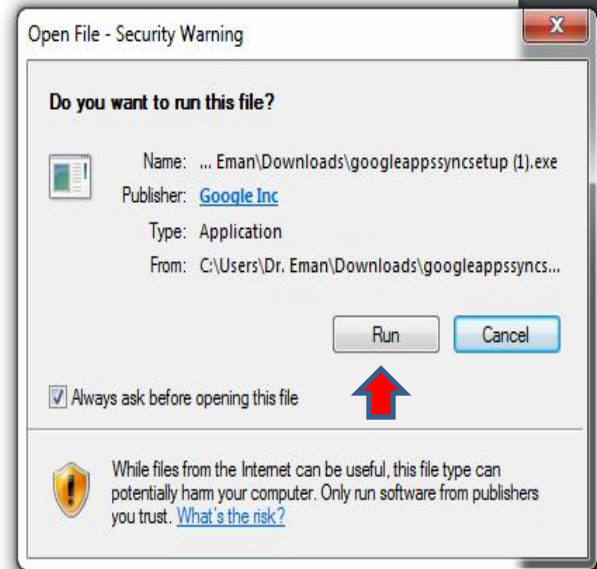 Open File - Security Warning
X
Do you want to run this file?
Name: ... Eman\Downloads\googleappssyncsetup (1).exe
Publisher: Google Inc
Type: Application
From: C:\Users\Dr. Eman\Downloads\googleappssyncs...
Run Cancel
Always ask before opening this file
While files from the Internet can be useful, this file type can
potentially harm your computer. Only run software from publishers
you trust. What's the risk?